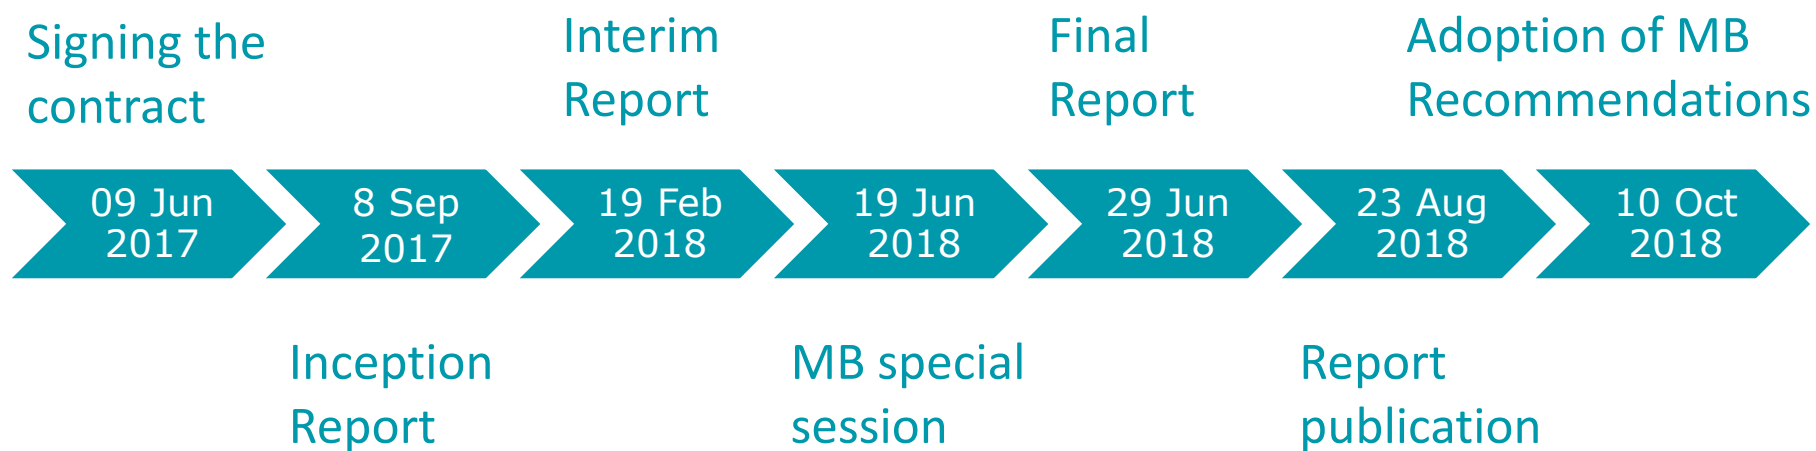 Signing the
contract
Interim
Report
Final
Report
Adoption of MB
Recommendations
09 Jun
2017
8 Sep
2017
19 Feb
2018
19 Jun
2018
29 Jun
2018
23 Aug
2018
10 Oct
2018
Inception
Report
MB special
session
Report
publication